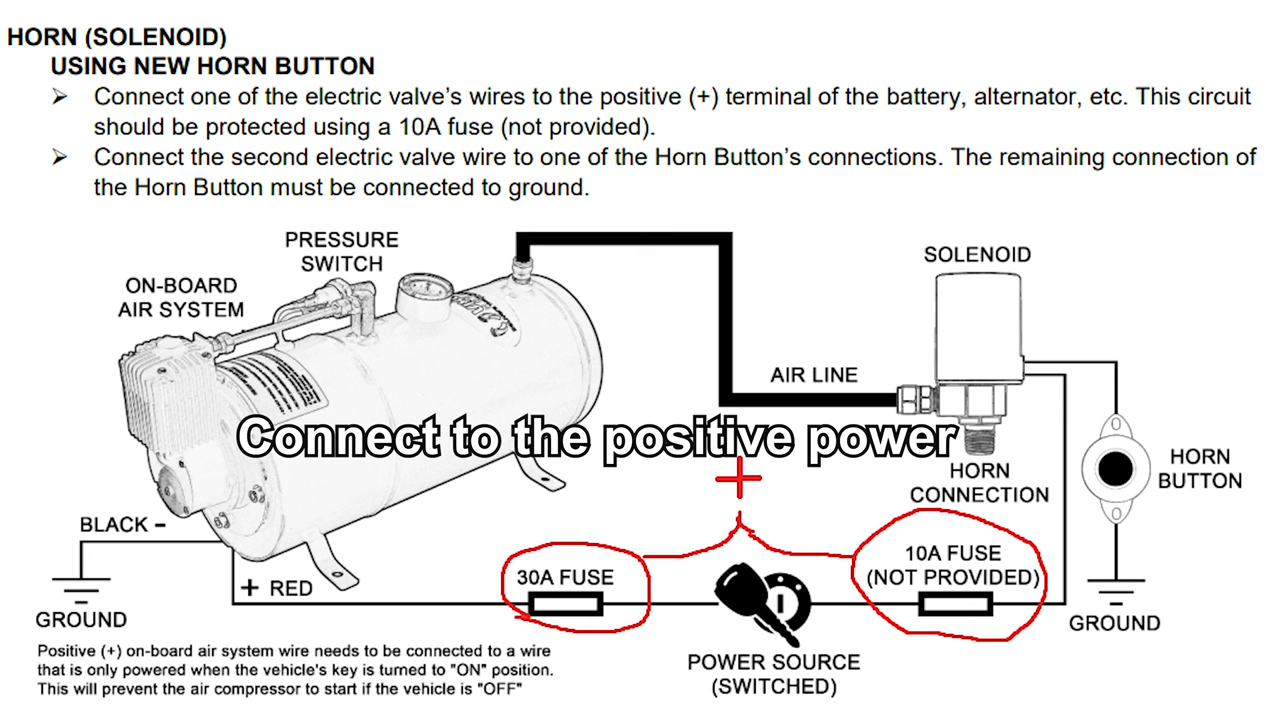 HORN (SOLENOID)
USING NEW HORN BUTTON
➢ Connect one of the electric valve's wires to the positive (+) terminal of the battery, alternator, etc. This circuit
should be protected using a 10A fuse (not provided).
➢ Connect the second electric valve wire to one of the Horn Button's connections. The remaining connection of
the Horn Button must be connected to ground.
PRESSURE
SWITCH
SOLENOID
ON-BOARD
AIR SYSTEM
AIR LINE
Connect to the positive power
+
HORN
CONNECTION
HORN
BUTTON
BLACK -
10A FUSE
(NOT PROVIDED)
30A FUSE
+ RED
GROUND
GROUND
Positive (+) on-board air system wire needs to be connected to a wire
that is only powered when the vehicle's key is turned to "ON" position.
This will prevent the air compressor to start if the vehicle is "OFF"
POWER SOURCE
(SWITCHED)